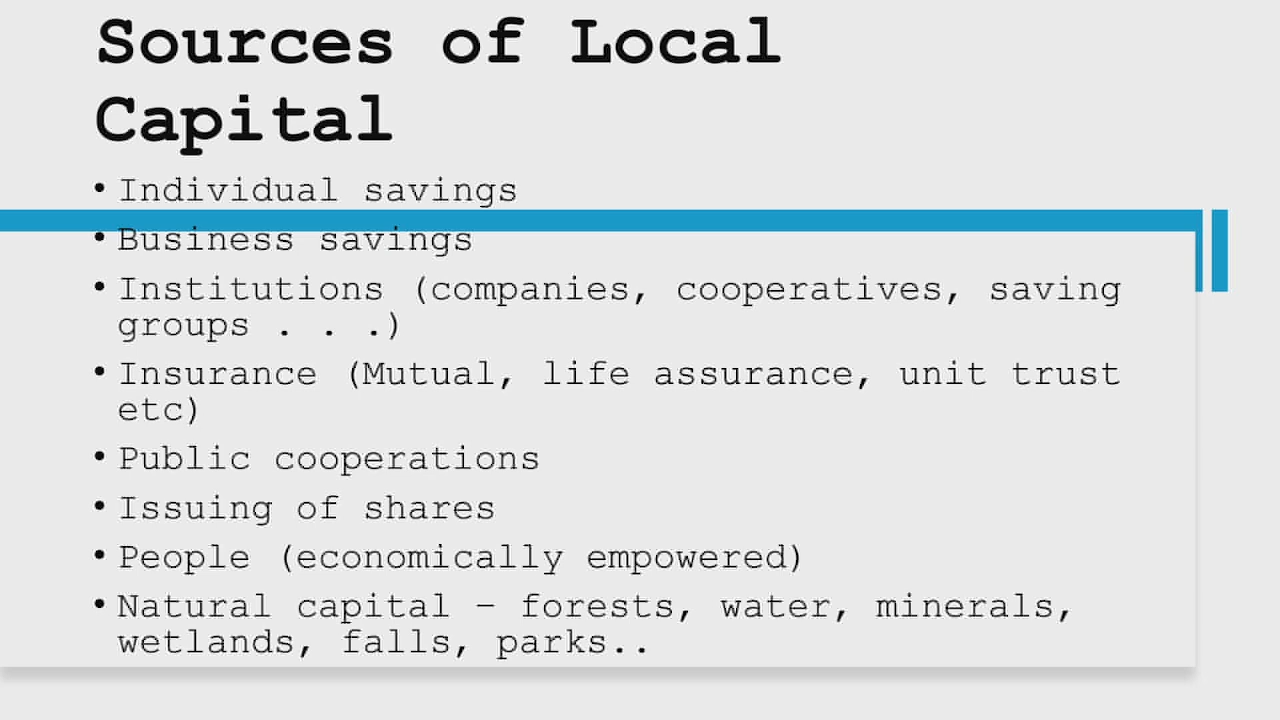 Sources of Local
Capital
• Individual savings
• Business savings
• Institutions (companies, cooperatives, saving
groups . . .)
• Insurance (Mutual, life assurance, unit trust
etc)
• Public cooperations
• Issuing of shares
• People (economically empowered)
• Natural capital – forests, water, minerals,
wetlands, falls, parks..